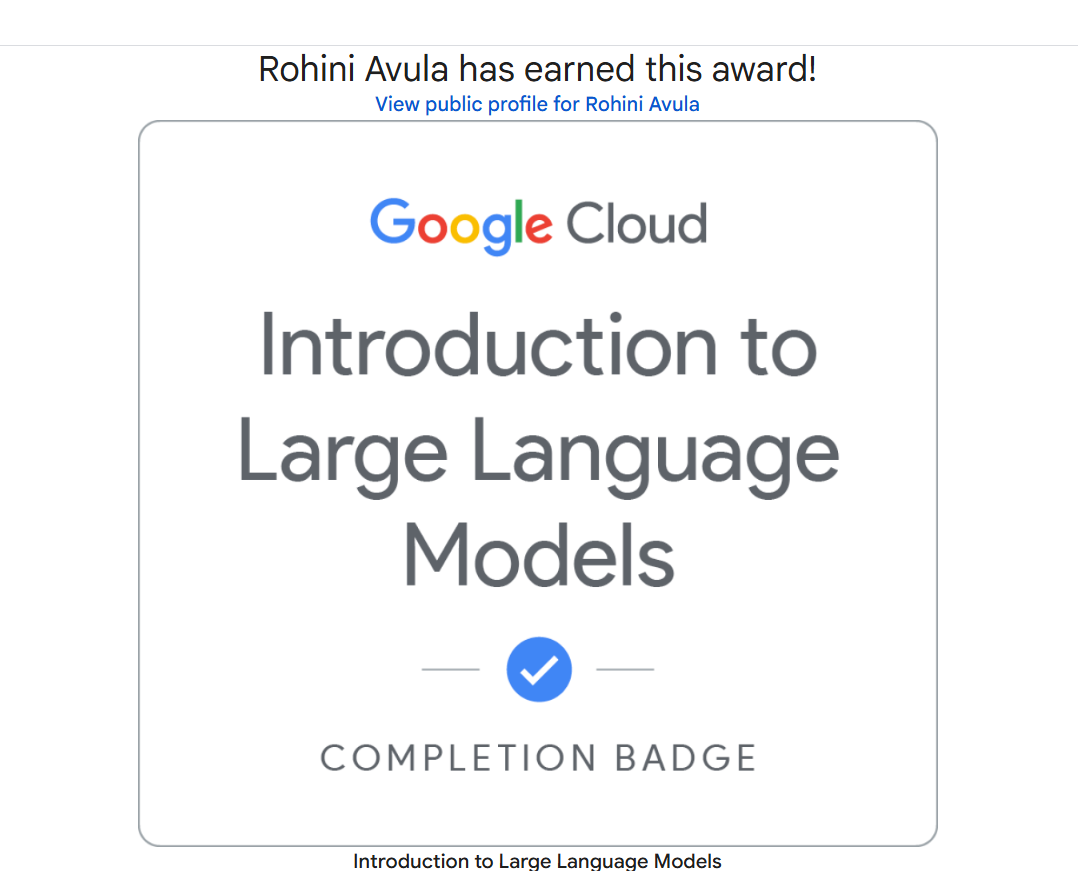 Rohini Avula has earned this award!
View public profile for Rohini Avula
Google Cloud
Introduction to
Large Language
Models
COMPLETION BADGE
Introduction to Large Language Models